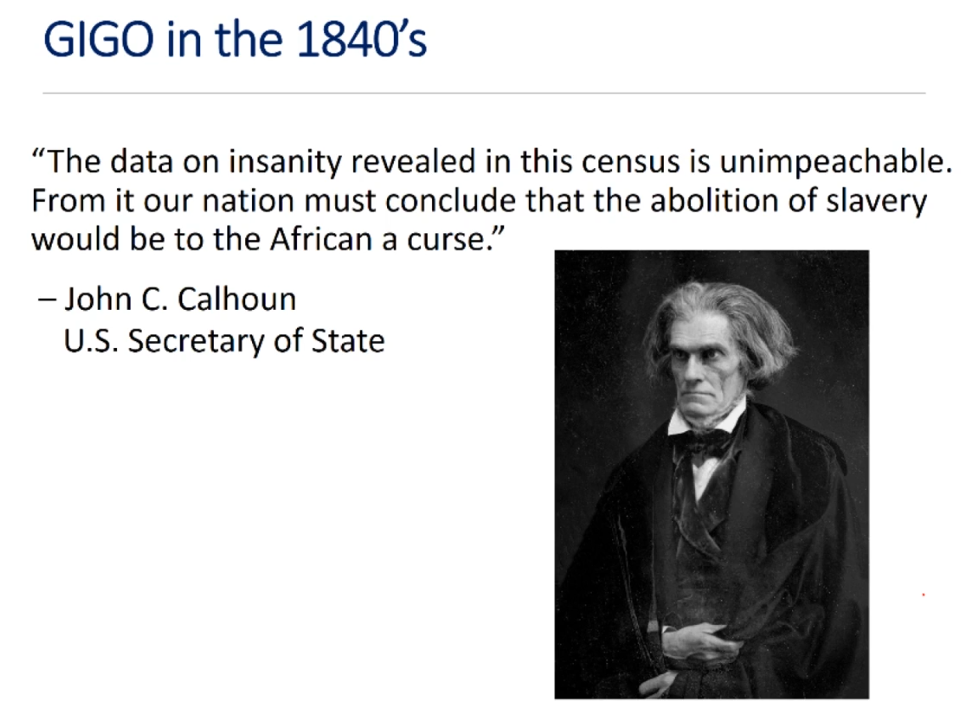 GIGO in the 1840’s
“The data on insanity revealed in this census is unimpeachable.
From it our nation must conclude that the abolition of slavery
would be to the African a curse.”
– John C. Calhoun
U.S. Secretary of State